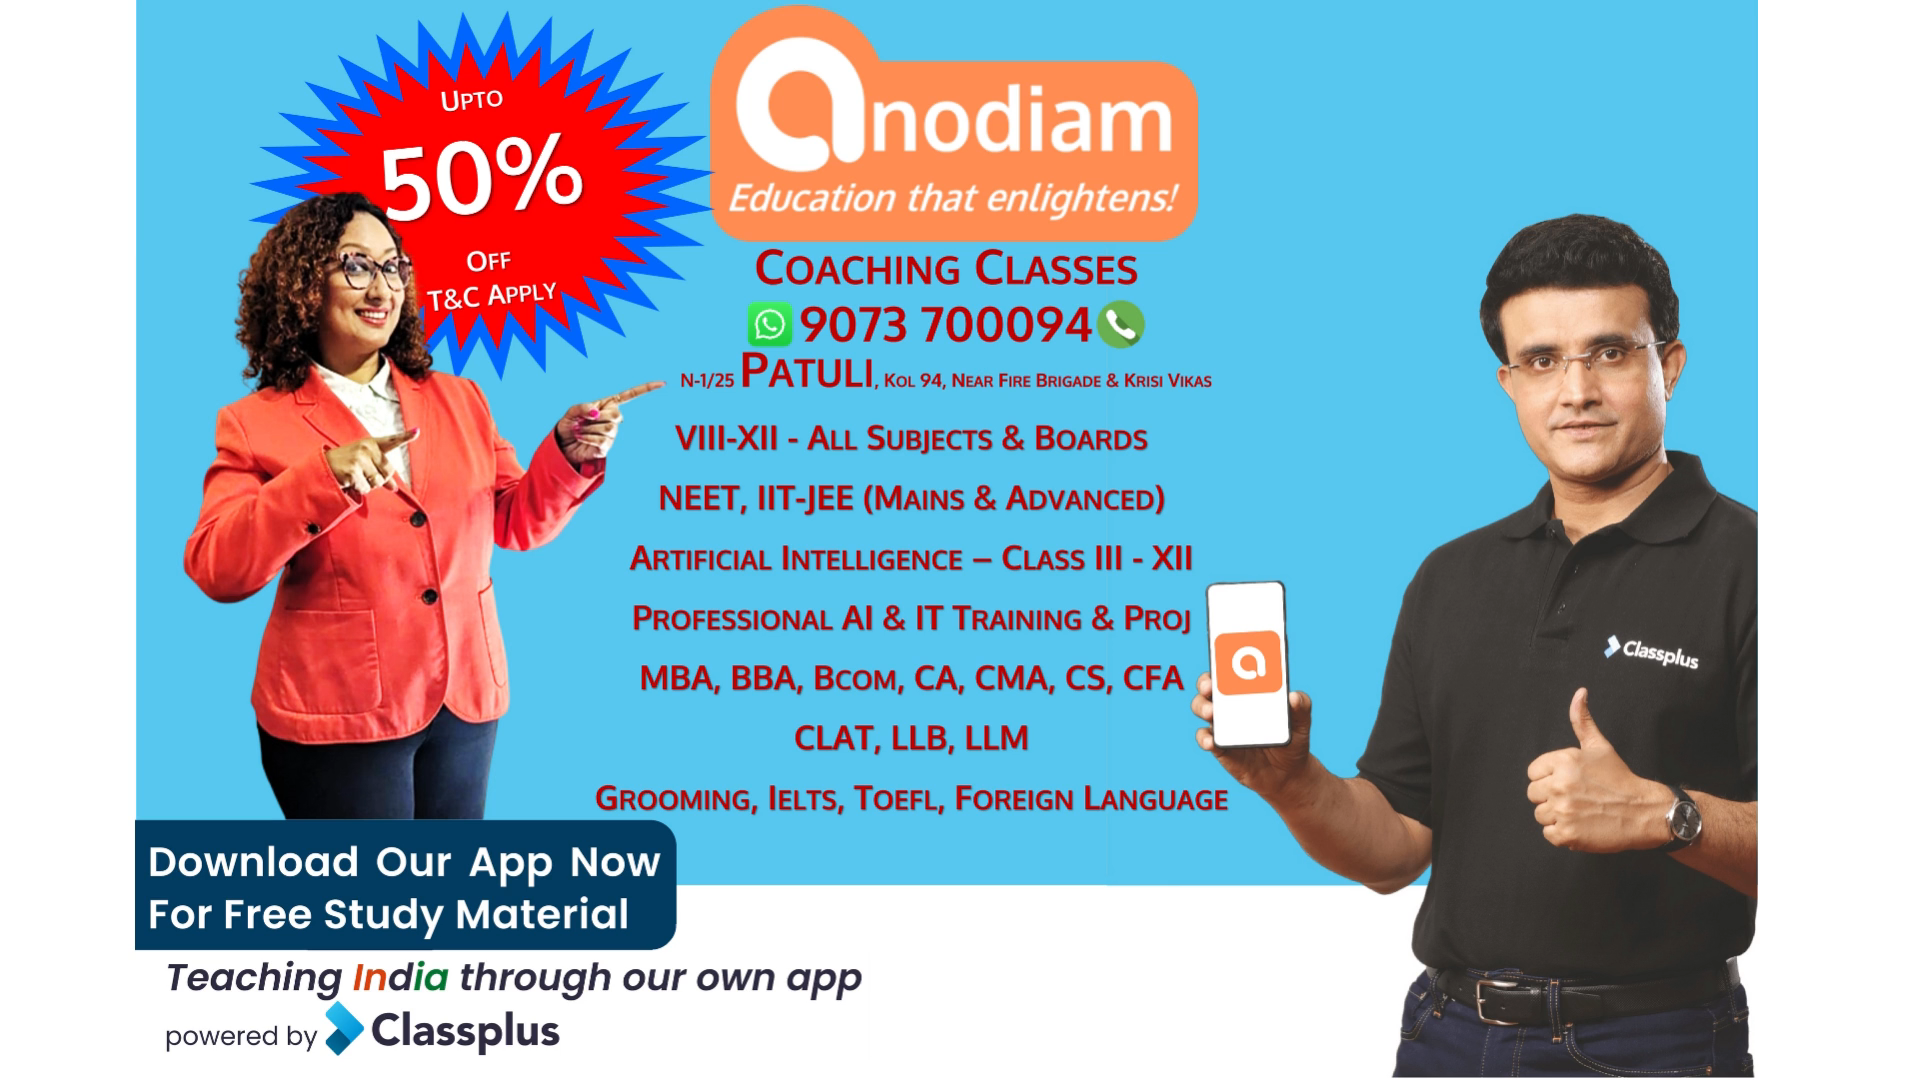 Upto
50%
Off
T&C Apply
anodiam
Education that enlightens!
Coaching Classes
9073 700094
N-1/25 Patuli, Kol 94, Near Fire Brigade & Krisi Vikas
VIII-XII - All Subjects & Boards
NEET, IIT-JEE (Mains & Advanced)
Artificial Intelligence – Class III - XII
Professional AI & IT Training & Proj
MBA, BBA, Bcom, CA, CMA, CS, CFA
CLAT, LLB, LLM
Grooming, Ielts, Toefl, Foreign Language
a
Classplus
Download Our App Now
For Free Study Material
Teaching India through our own app
powered by Classplus